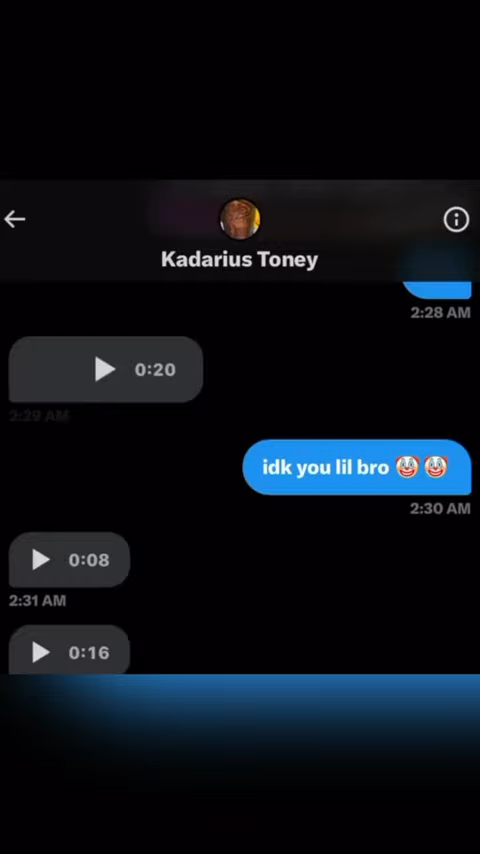 Kadarius Toney
2:28 AM
0:20
2:29 AM
idk you lil bro 🤡🤡
2:30 AM
0:08
2:31 AM
0:16